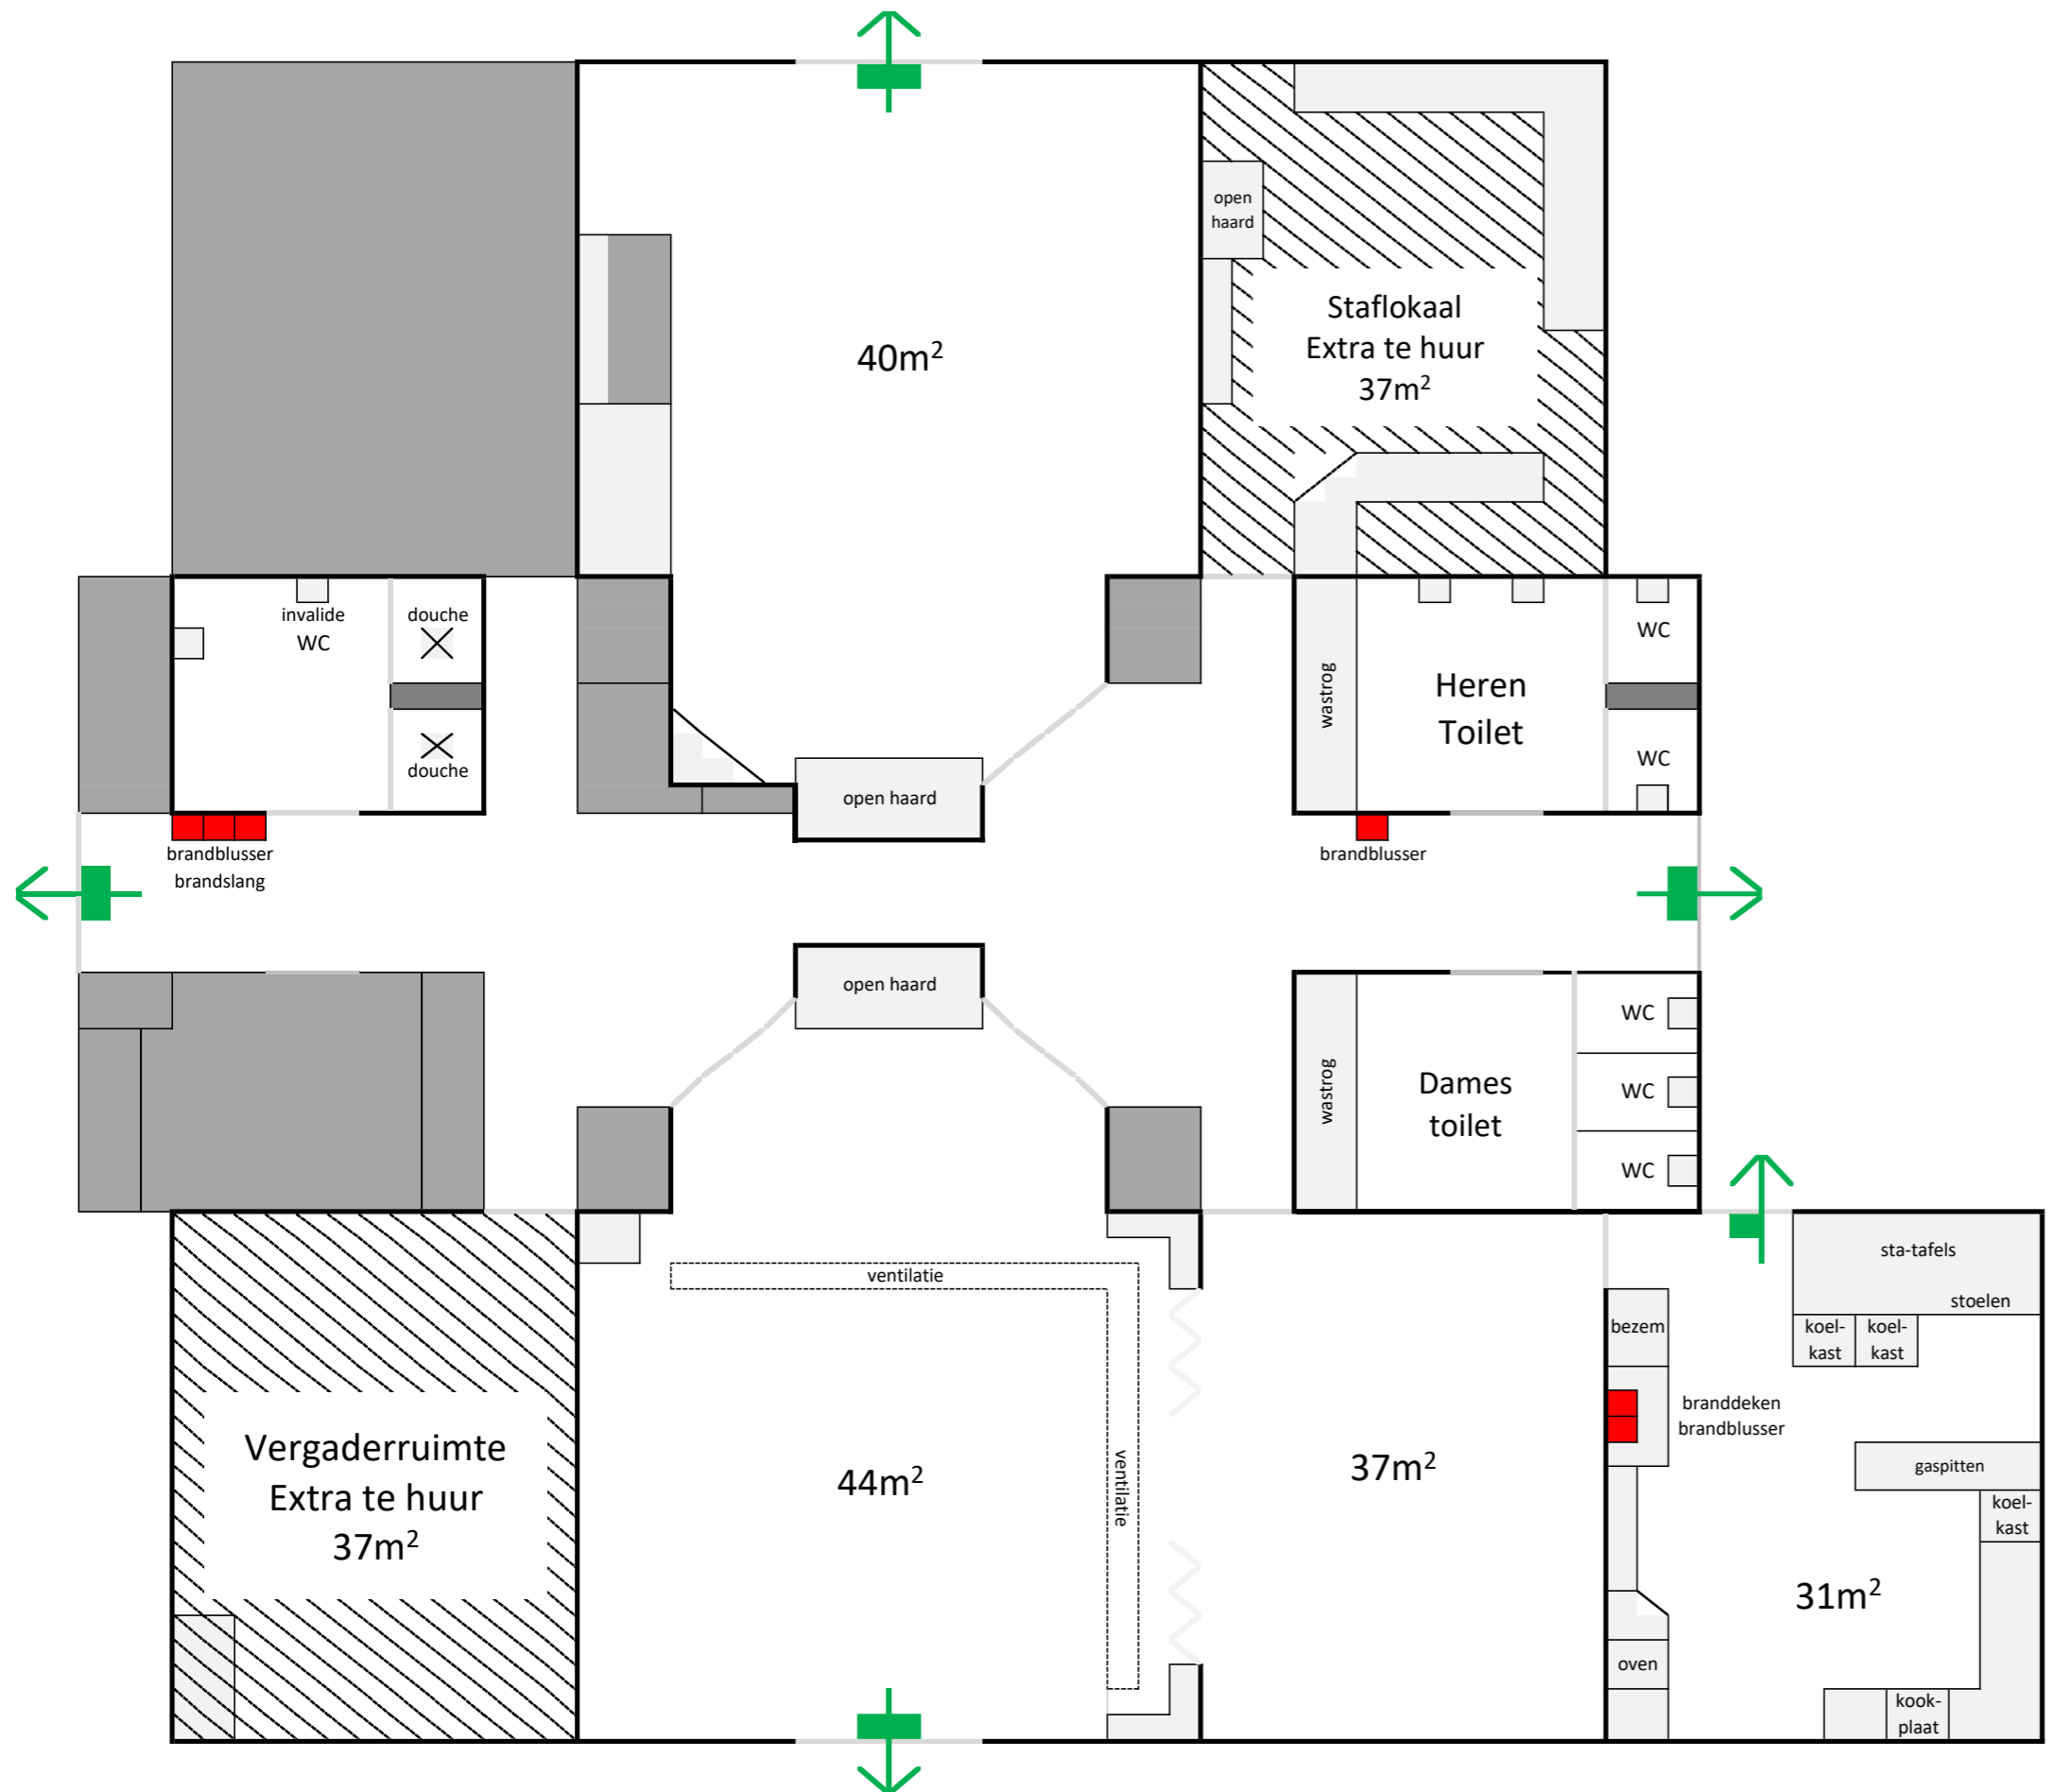 open
haard
Staflokaal
Extra te huur
37m²
40m²
invalide
WC
douche
douche
wastrog
Heren
Toilet
WC
WC
open haard
brandblusser
brandslang
brandblusser
open haard
wastrog
Dames
toilet
WC
WC
WC
ventilatie
ventilatie
sta-tafels
stoelen
koel-
kast
koel-
kast
bezem
branddeken
brandblusser
gaspitten
koel-
kast
Vergaderruimte
Extra te huur
37m²
44m²
37m²
31m²
oven
kook-
plaat